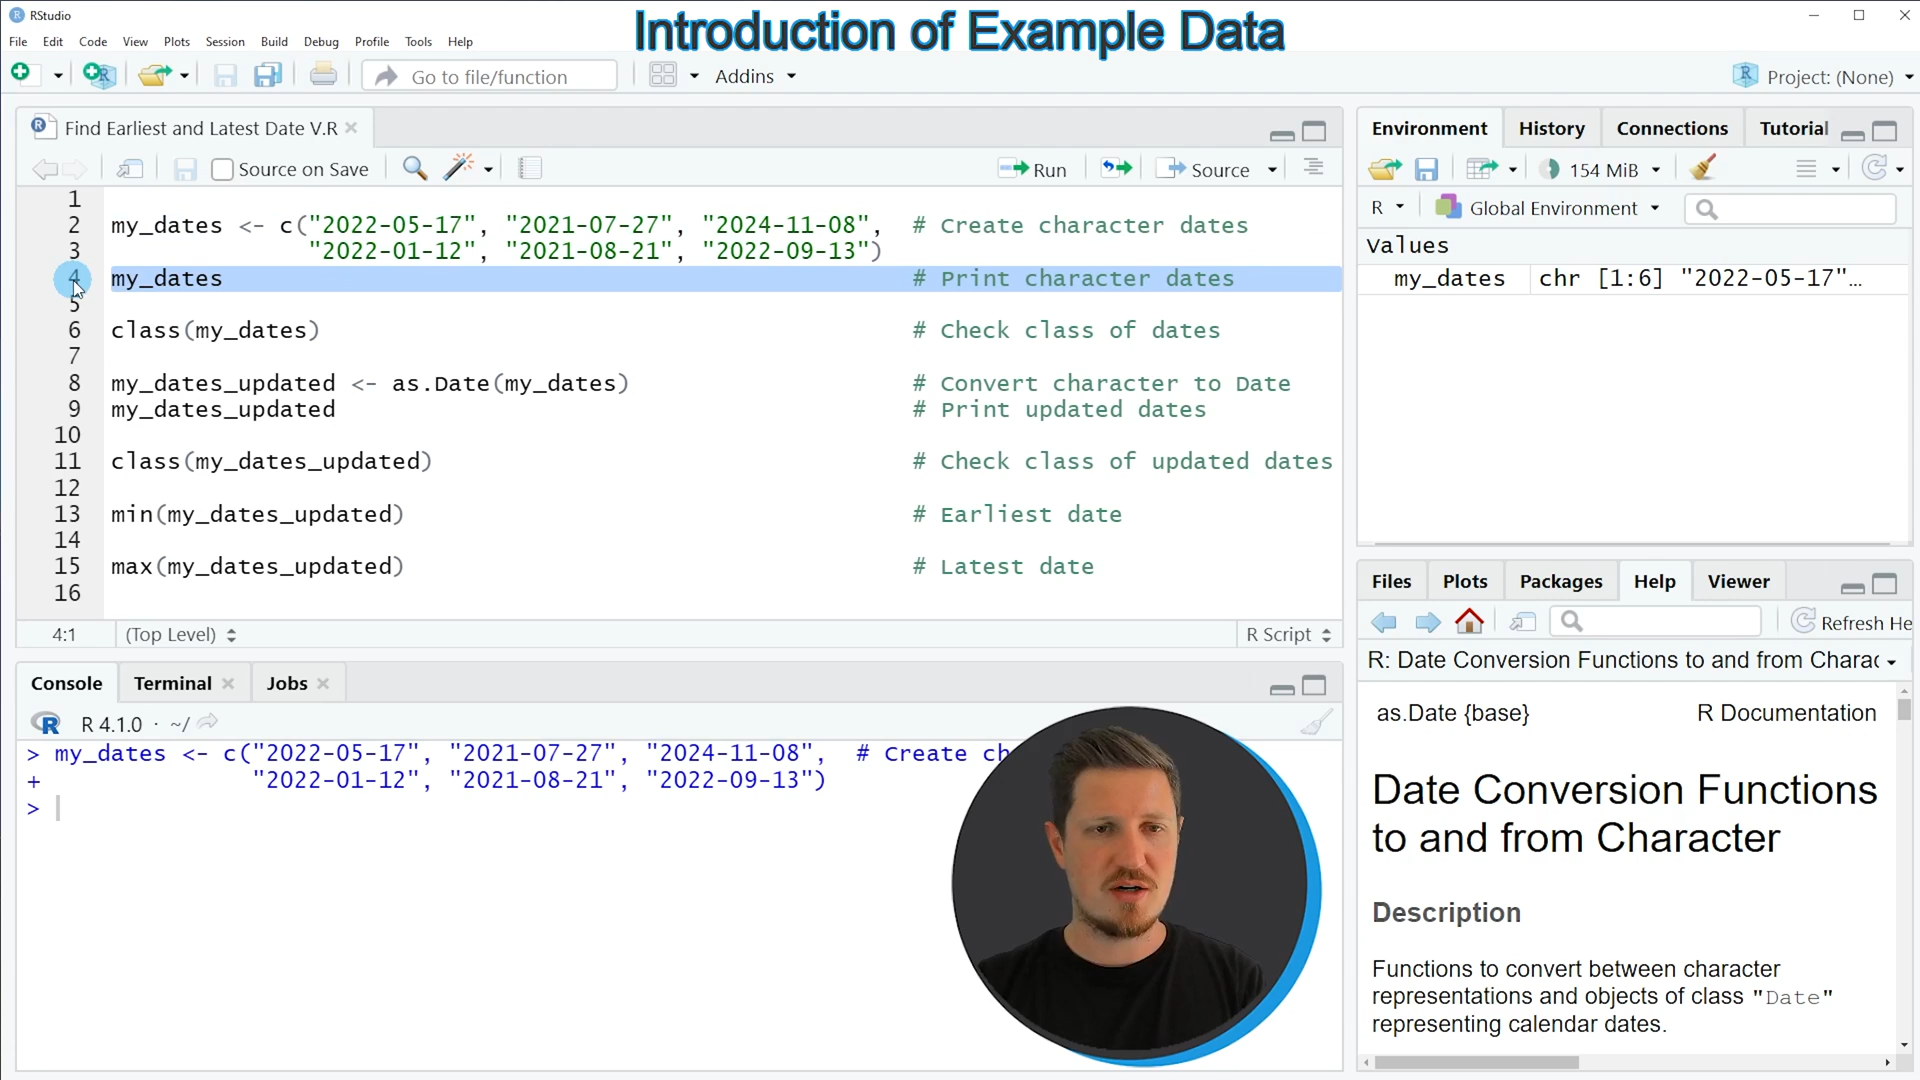 RStudio
Introduction of Example Data
File Edit Code View Plots Session Build Debug Profile Tools Help
Go to file/function Addins Project: (None)
Find Earliest and Latest Date V.R
Source on Save Run Source
1
2 my_dates <- c("2022-05-17", "2021-07-27", "2024-11-08", # Create character dates
3 "2022-01-12", "2021-08-21", "2022-09-13")
4 my_dates # Print character dates
5
6 class(my_dates) # Check class of dates
7
8 my_dates_updated <- as.Date(my_dates) # Convert character to Date
9 my_dates_updated # Print updated dates
10
11 class(my_dates_updated) # Check class of updated dates
12
13 min(my_dates_updated) # Earliest date
14
15 max(my_dates_updated) # Latest date
16
4:1 (Top Level) R Script
Console Terminal Jobs
R 4.1.0 · ~/
> my_dates <- c("2022-05-17", "2021-07-27", "2024-11-08", # Create ch
+ "2022-01-12", "2021-08-21", "2022-09-13")
>
Environment History Connections Tutorial
154 MiB
R Global Environment
Values
my_dates chr [1:6] "2022-05-17"…
Files Plots Packages Help Viewer
Refresh He
R: Date Conversion Functions to and from Charac
as.Date {base} R Documentation
Date Conversion Functions
to and from Character
Description
Functions to convert between character
representations and objects of class "Date"
representing calendar dates.